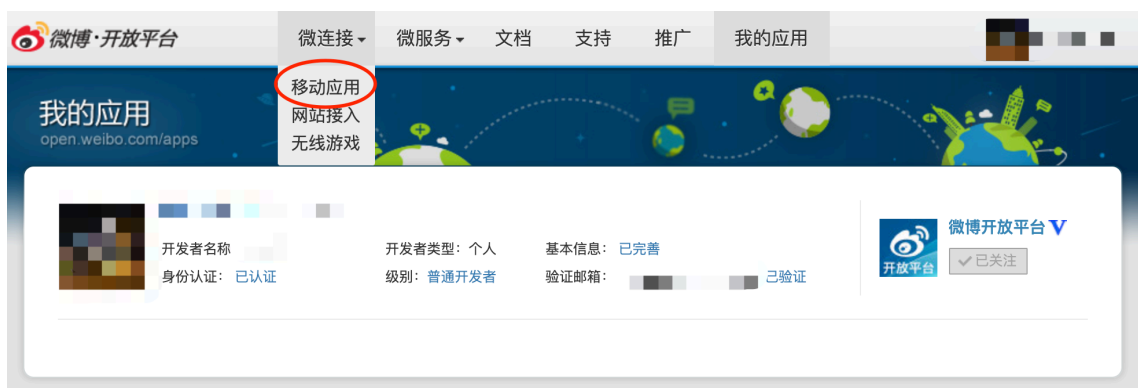 微博·开放平台 微连接 微服务 文档 支持 推广 我的应用
移动应用
网站接入
无线游戏
我的应用
open.weibo.com/apps
开发者名称 开发者类型：个人 基本信息：已完善
身份认证：已认证 级别：普通开发者 验证邮箱： 己验证
微博开放平台 V
已关注
开放平台